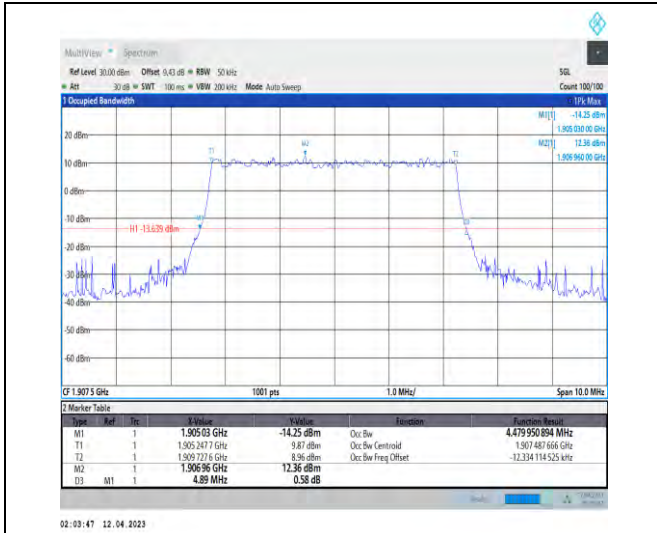 MultiView Spectrum
Ref Level 30.00 dBm Offset 9.43 dB RBW 50 kHz SGL
Att 30 dB SWT 100 ms VBW 200 kHz Mode Auto Sweep Count 100/100
1 Occupied Bandwidth 1Pk Max
M1[1] -14.25 dBm
1.905 030 00 GHz
M2[1] 12.36 dBm
1.906 960 00 GHz
20 dBm
T1 M2 T2
10 dBm
0 dBm
-10 dBm
M1
H1 -13.639 dBm
-20 dBm
-30 dBm
-40 dBm
-50 dBm
-60 dBm
CF 1.907 5 GHz 1001 pts 1.0 MHz/ Span 10.0 MHz
2 Marker Table
Type Ref Trc X-Value Y-Value Function Function Result
M1 1 1.905 03 GHz -14.25 dBm Occ Bw 4.479 950 894 MHz
T1 1 1.905 247 7 GHz 9.87 dBm Occ Bw Centroid 1.907 487 666 GHz
T2 1 1.909 727 6 GHz 8.96 dBm Occ Bw Freq Offset -12.334 114 525 kHz
M2 1 1.906 96 GHz 12.36 dBm
D3 M1 1 4.89 MHz 0.58 dB
02:03:47 12.04.2023